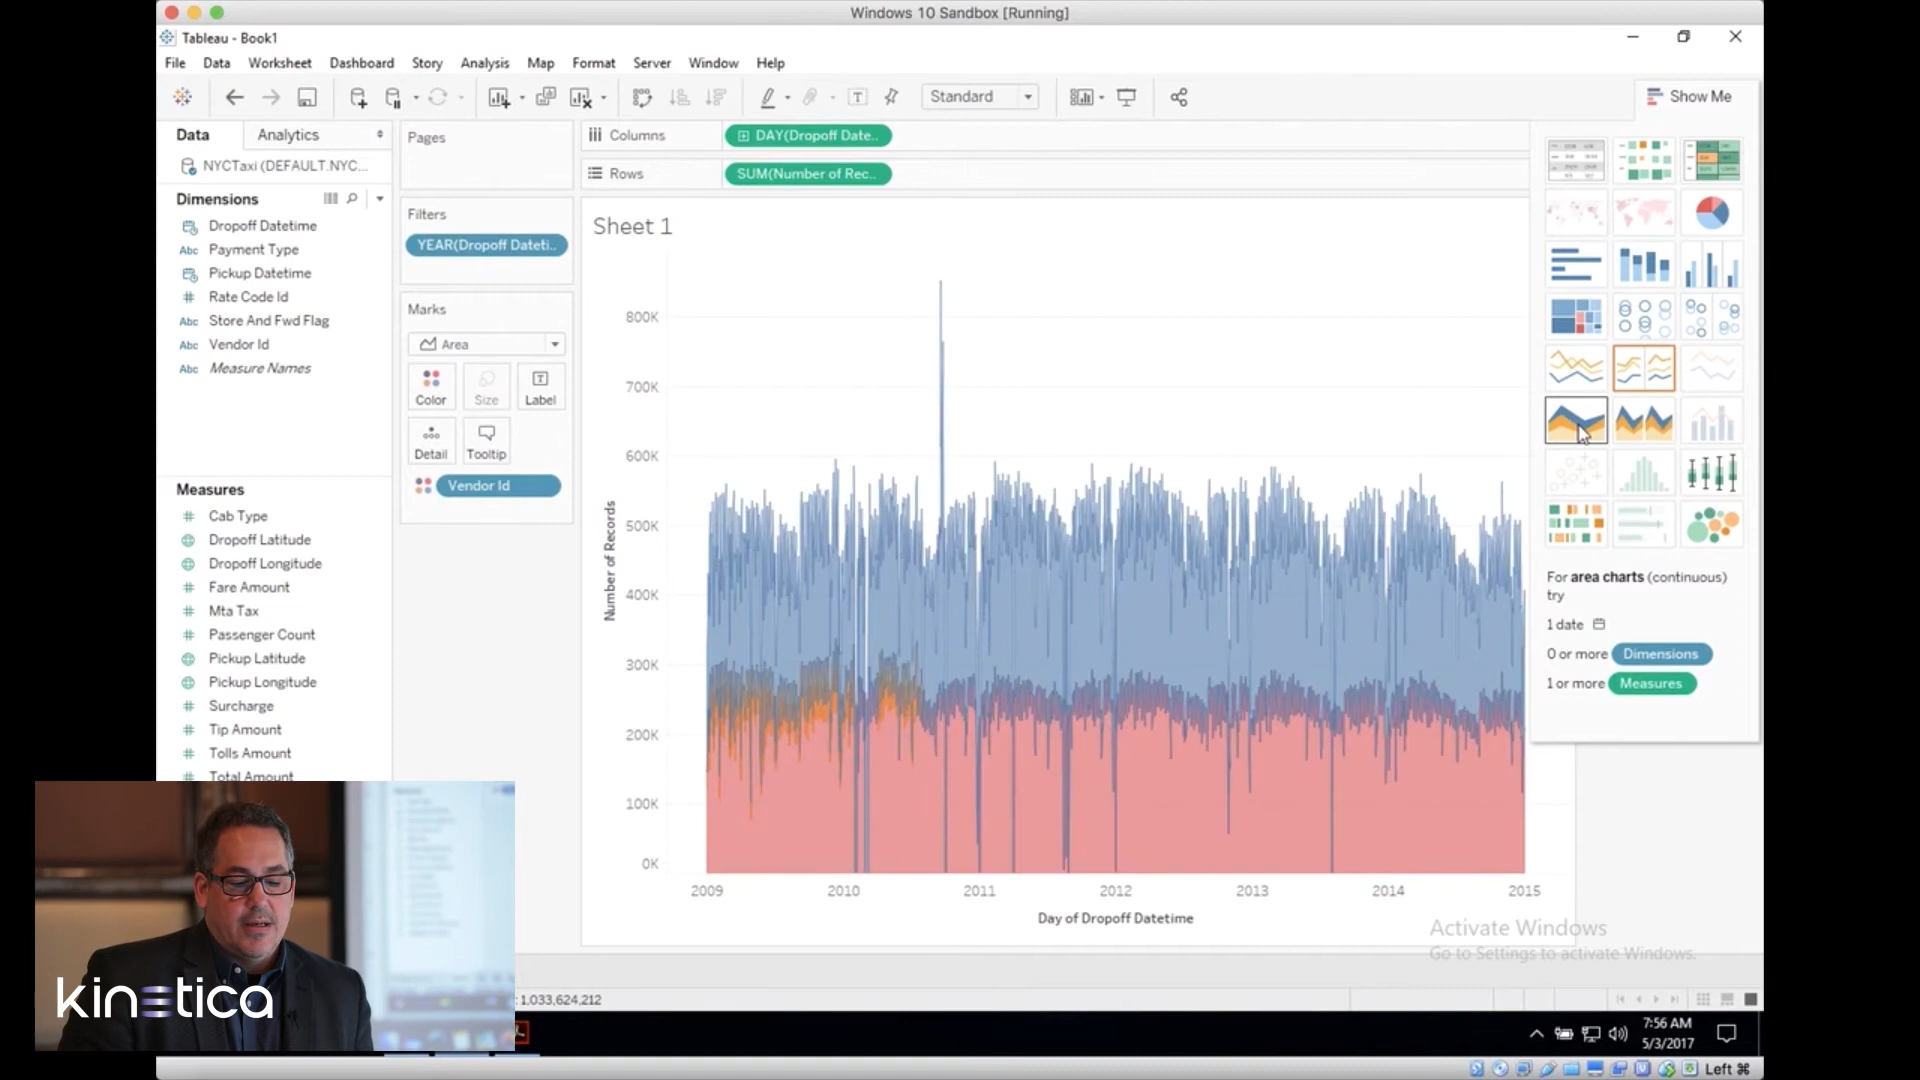 Windows 10 Sandbox [Running]
Tableau - Book1
File Data Worksheet Dashboard Story Analysis Map Format Server Window Help
Standard
Show Me
Data Analytics
NYCTaxi (DEFAULT.NYC...
Dimensions
Dropoff Datetime
Abc Payment Type
Pickup Datetime
# Rate Code Id
Abc Store And Fwd Flag
Abc Vendor Id
Abc Measure Names
Measures
# Cab Type
Dropoff Latitude
Dropoff Longitude
# Fare Amount
# Mta Tax
# Passenger Count
Pickup Latitude
Pickup Longitude
# Surcharge
# Tip Amount
# Tolls Amount
Total Amount
Pages
Filters
YEAR(Dropoff Dateti..
Marks
Area
Color Size Label
Detail Tooltip
Vendor Id
Columns DAY(Dropoff Date..
Rows SUM(Number of Rec..
Sheet 1
Number of Records
800K
700K
600K
500K
400K
300K
200K
100K
0K
2009 2010 2011 2012 2013 2014 2015
Day of Dropoff Datetime
For area charts (continuous)
try
1 date
0 or more Dimensions
1 or more Measures
Activate Windows
Go to Settings to activate Windows.
: 1,033,624,212
7:56 AM
5/3/2017
Left ⌘
kinetica